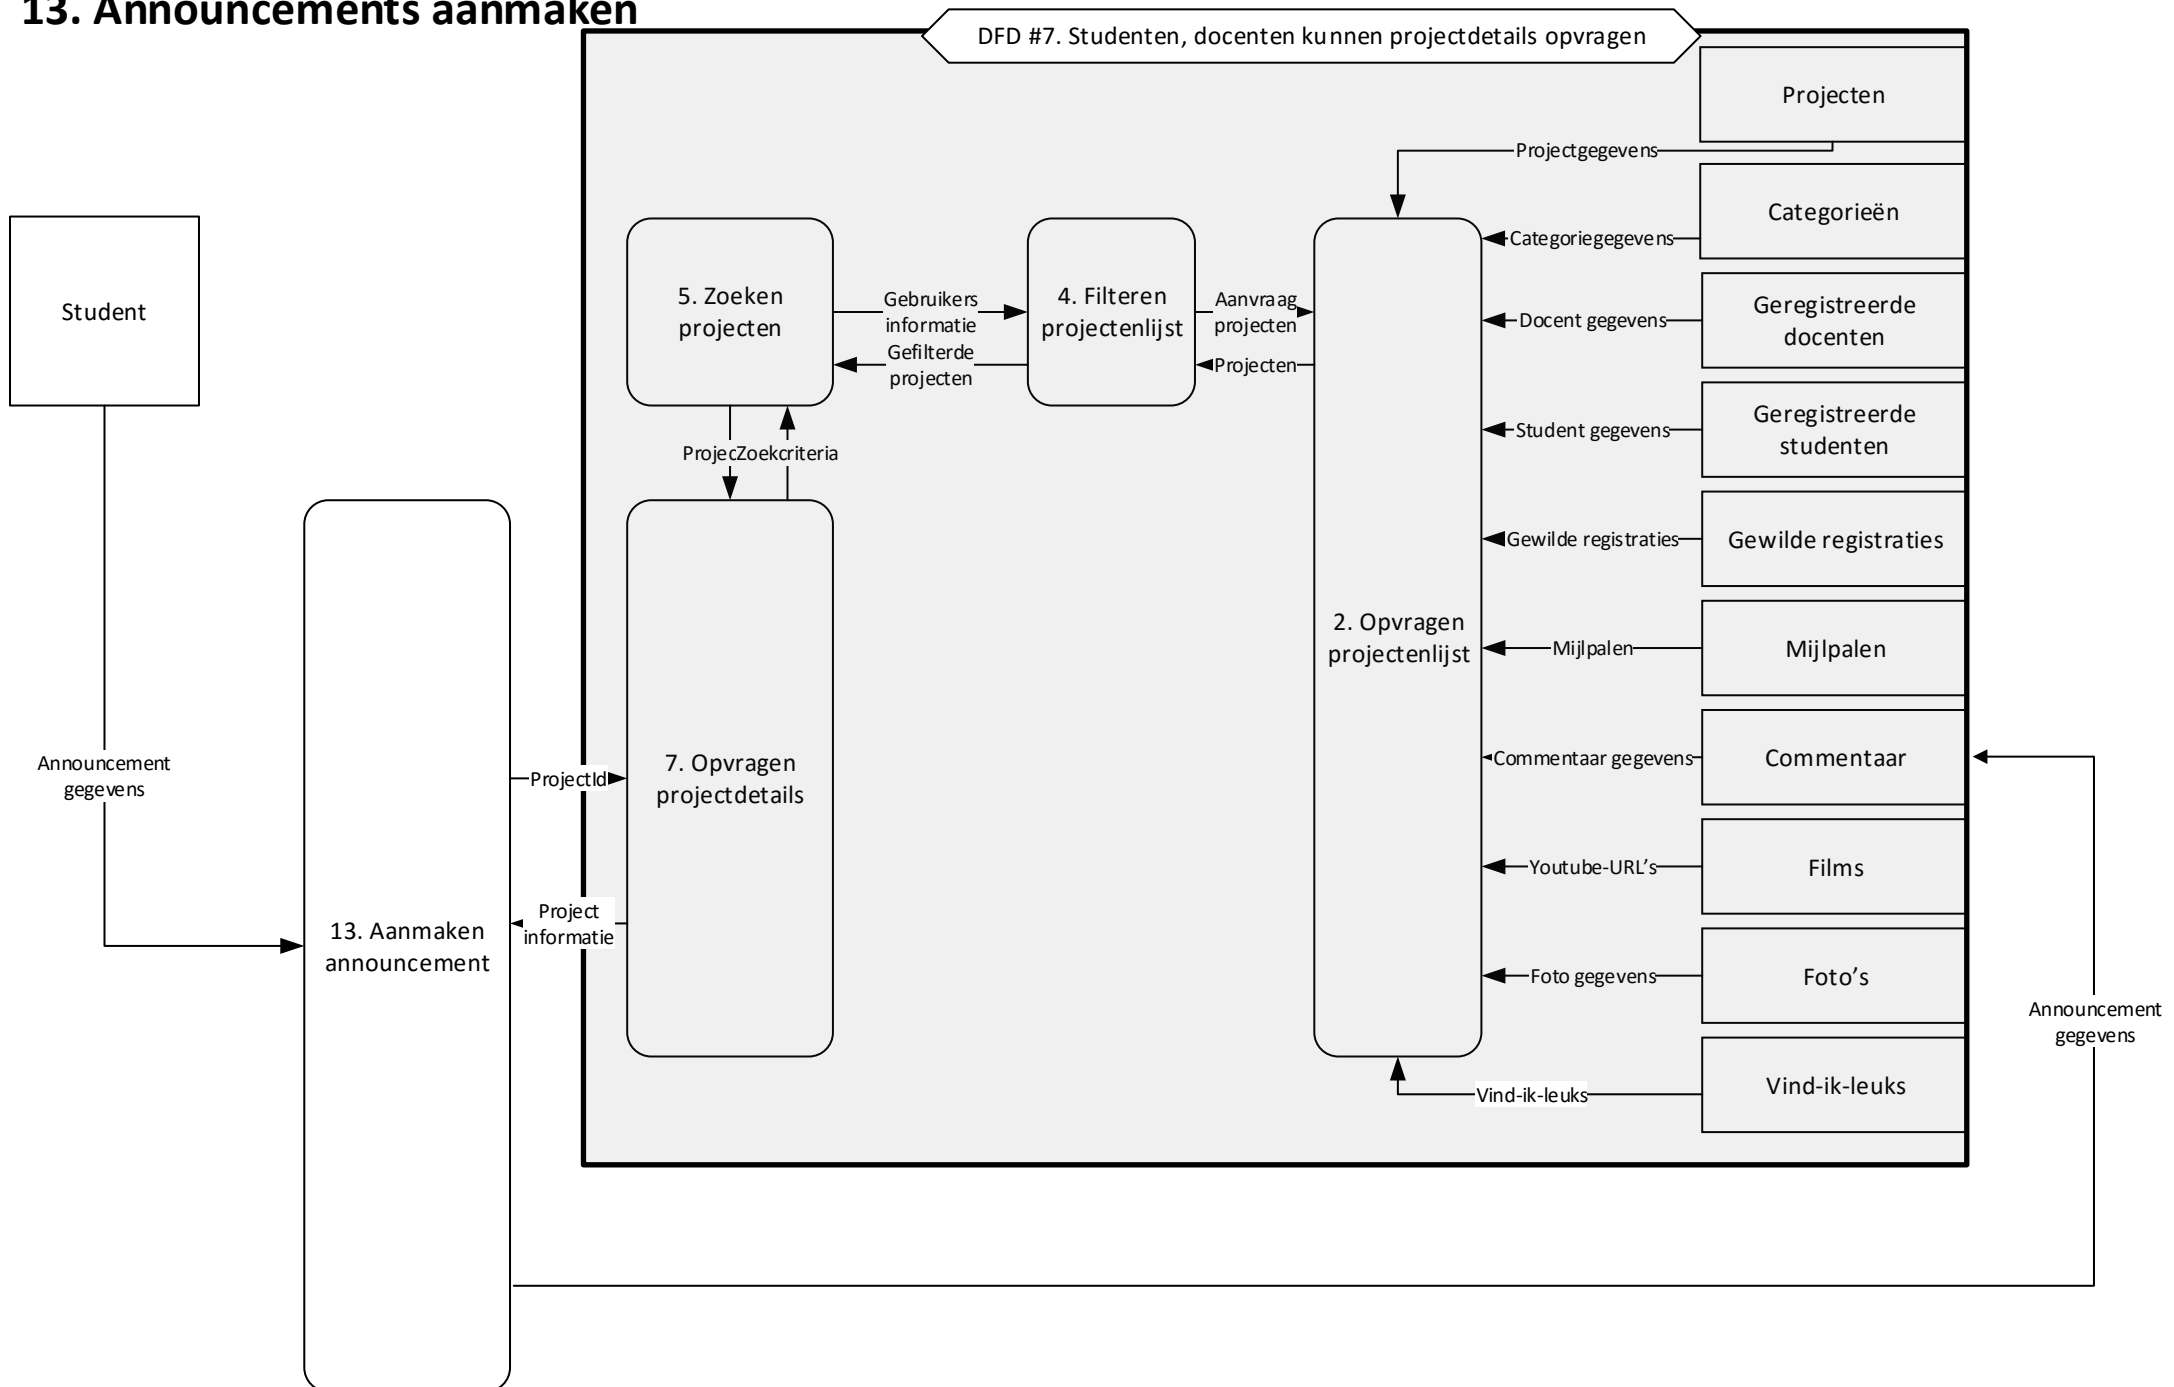 13. Announcements aanmaken
DFD #7. Studenten, docenten kunnen projectdetails opvragen
Projecten
Projectgegevens
Categorieën
Categoriegegevens
Student
5. Zoeken
projecten
Gebruikers
informatie
Gefilterde
projecten
4. Filteren
projectenlijst
Aanvraag
projecten
Projecten
Docent gegevens
Geregistreerde
docenten
Student gegevens
Geregistreerde
studenten
Projec
Zoekcriteria
Gewilde registraties
Gewilde registraties
2. Opvragen
projectenlijst
Mijlpalen
Mijlpalen
Announcement
gegevens
ProjectId
7. Opvragen
projectdetails
Commentaar gegevens
Commentaar
Youtube-URL’s
Films
13. Aanmaken
announcement
Project
informatie
Foto gegevens
Foto’s
Announcement
gegevens
Vind-ik-leuks
Vind-ik-leuks